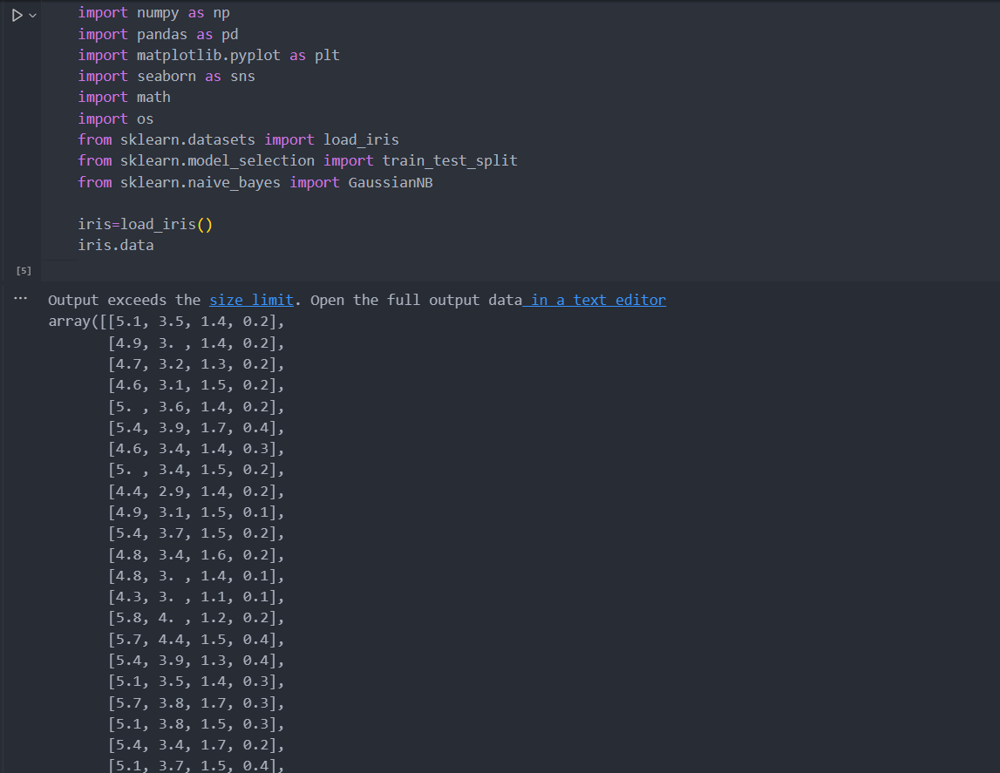 import numpy as np
import pandas as pd
import matplotlib.pyplot as plt
import seaborn as sns
import math
import os
from sklearn.datasets import load_iris
from sklearn.model_selection import train_test_split
from sklearn.naive_bayes import GaussianNB

iris=load_iris()
iris.data
[5]
... Output exceeds the size limit. Open the full output data in a text editor
array([[5.1, 3.5, 1.4, 0.2],
       [4.9, 3. , 1.4, 0.2],
       [4.7, 3.2, 1.3, 0.2],
       [4.6, 3.1, 1.5, 0.2],
       [5. , 3.6, 1.4, 0.2],
       [5.4, 3.9, 1.7, 0.4],
       [4.6, 3.4, 1.4, 0.3],
       [5. , 3.4, 1.5, 0.2],
       [4.4, 2.9, 1.4, 0.2],
       [4.9, 3.1, 1.5, 0.1],
       [5.4, 3.7, 1.5, 0.2],
       [4.8, 3.4, 1.6, 0.2],
       [4.8, 3. , 1.4, 0.1],
       [4.3, 3. , 1.1, 0.1],
       [5.8, 4. , 1.2, 0.2],
       [5.7, 4.4, 1.5, 0.4],
       [5.4, 3.9, 1.3, 0.4],
       [5.1, 3.5, 1.4, 0.3],
       [5.7, 3.8, 1.7, 0.3],
       [5.1, 3.8, 1.5, 0.3],
       [5.4, 3.4, 1.7, 0.2],
       [5.1, 3.7, 1.5, 0.4],